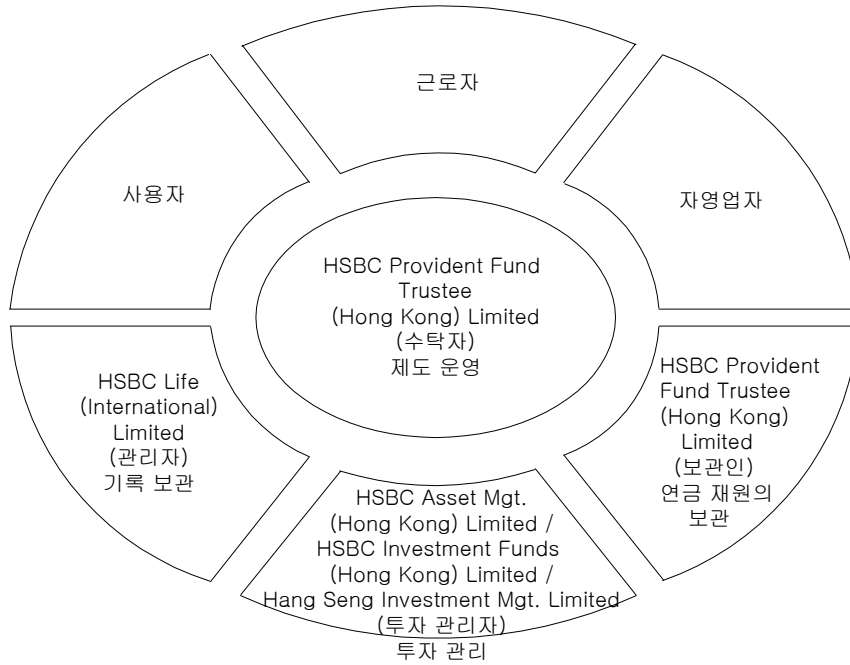 근로자
사용자
자영업자
HSBC Provident Fund
Trustee
(Hong Kong) Limited
(수탁자)
제도 운영
HSBC Life
(International)
Limited
(관리자)
기록 보관
HSBC Provident
Fund Trustee
(Hong Kong)
Limited
(보관인)
연금 재원의
보관
HSBC Asset Mgt.
(Hong Kong) Limited /
HSBC Investment Funds
(Hong Kong) Limited /
Hang Seng Investment Mgt. Limited
(투자 관리자)
투자 관리